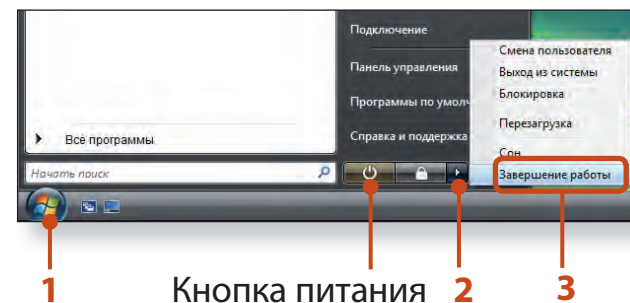 Подключение
Панель управления
Программы по умолч
Справка и поддержка
Все программы
Начать поиск
Смена пользователя
Выход из системы
Блокировка
Перезагрузка
Сон
Завершение работы
1
Кнопка питания
2
3